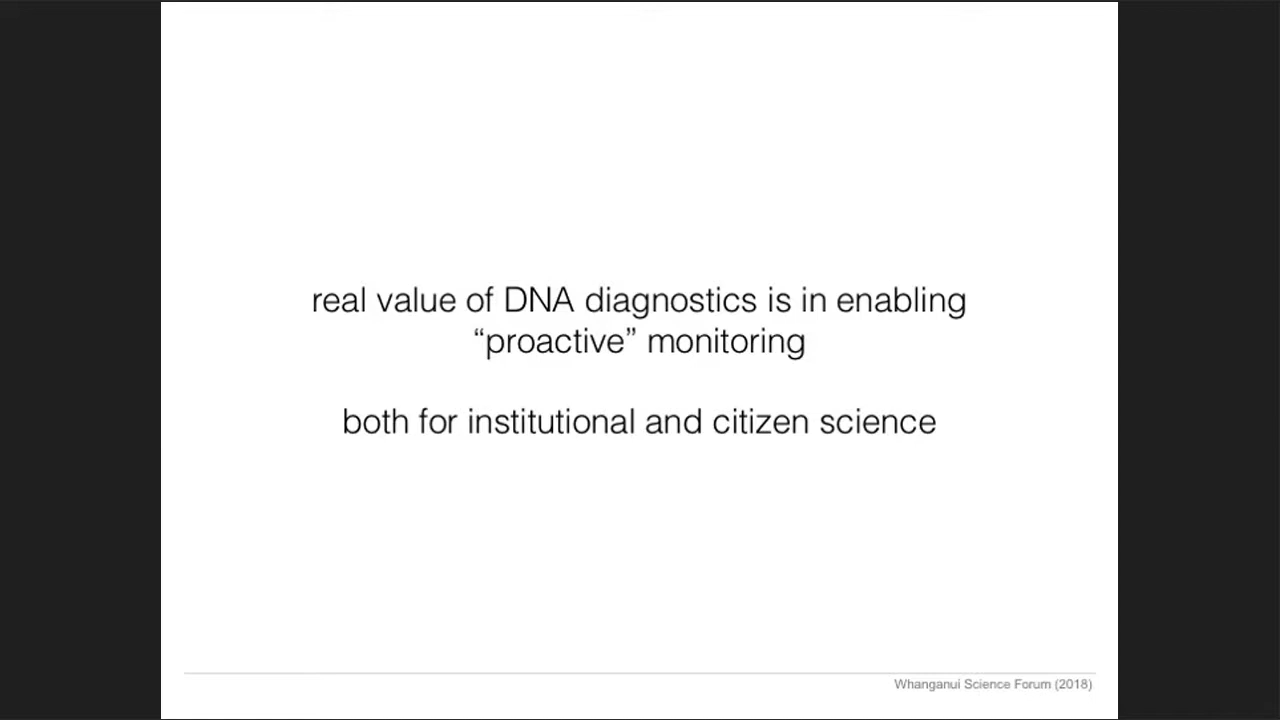 real value of DNA diagnostics is in enabling
“proactive” monitoring
both for institutional and citizen science
Whanganui Science Forum (2018)